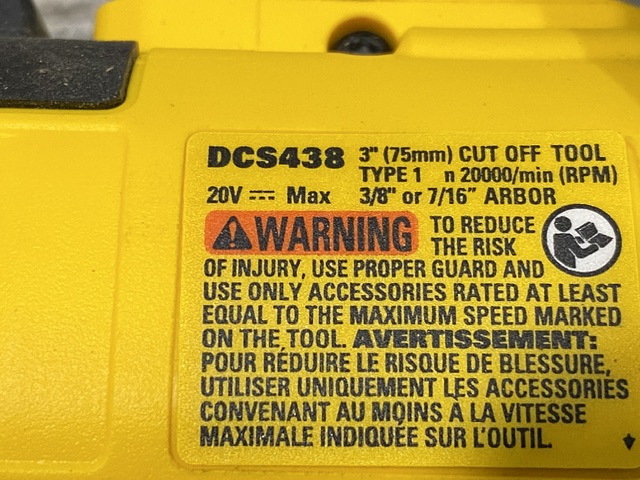 DCS438 3" (75mm) CUT OFF TOOL
TYPE 1 n 20000/min (RPM)
20V ⎓ Max 3/8" or 7/16" ARBOR
WARNING TO REDUCE
THE RISK
OF INJURY, USE PROPER GUARD AND
USE ONLY ACCESSORIES RATED AT LEAST
EQUAL TO THE MAXIMUM SPEED MARKED
ON THE TOOL. AVERTISSEMENT:
POUR RÉDUIRE LE RISQUE DE BLESSURE,
UTILISER UNIQUEMENT LES ACCESSOIRES
CONVENANT AU MOINS À LA VITESSE
MAXIMALE INDIQUÉE SUR L'OUTIL.